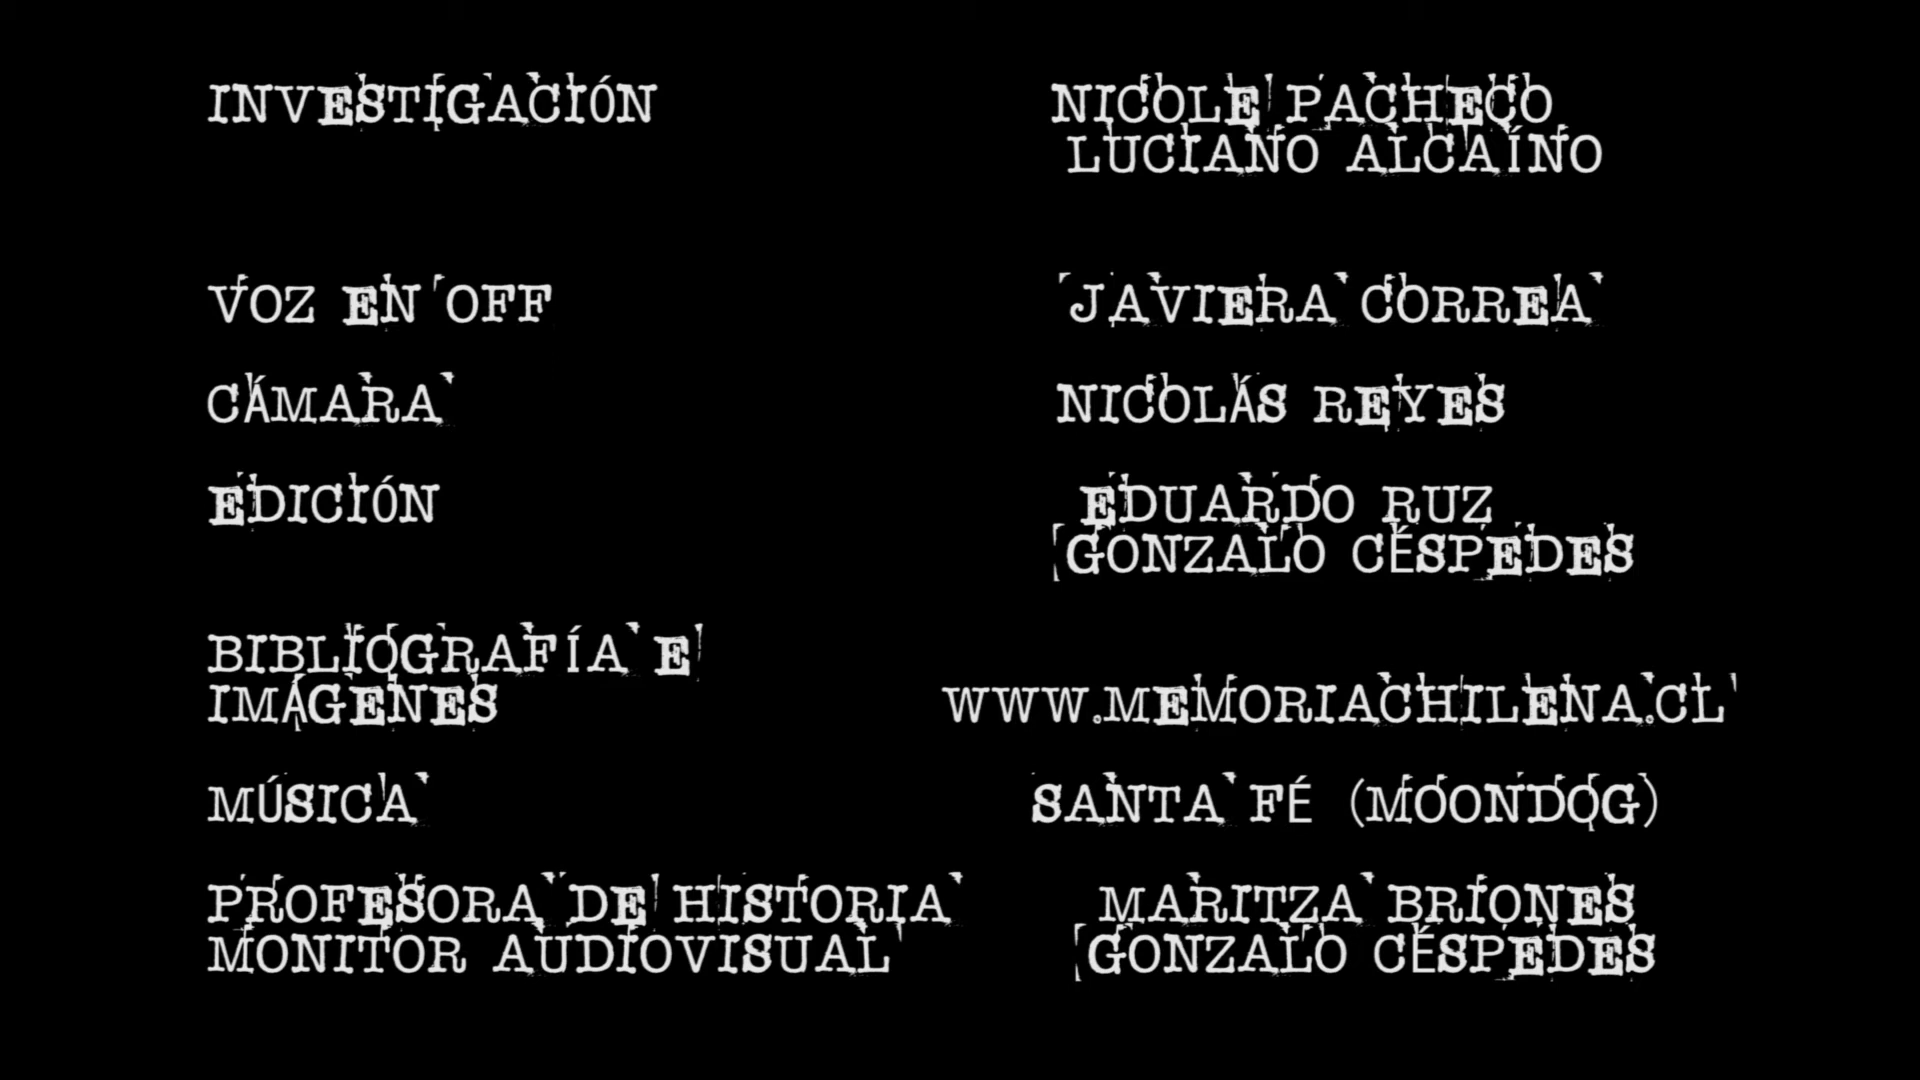 INVESTIGACIÓN NICOLE PACHECO
LUCIANO ALCAÍNO
VOZ EN OFF JAVIERA CORREA
CÁMARA NICOLÁS REYES
EDICIÓN EDUARDO RUZ
GONZALO CÉSPEDES
BIBLIOGRAFÍA E
IMÁGENES WWW.MEMORIACHILENA.CL
MÚSICA SANTA FÉ (MOONDOG)
PROFESORA DE HISTORIA MARITZA BRIONES
MONITOR AUDIOVISUAL GONZALO CÉSPEDES